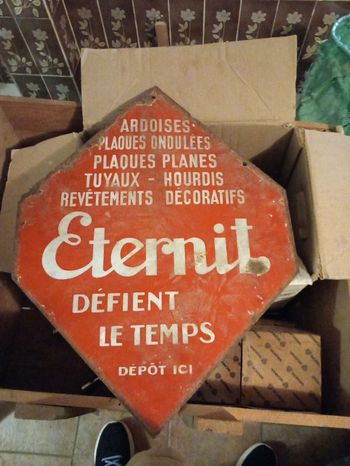 ARDOISES
PLAQUES ONDULÉES
PLAQUES PLANES
TUYAUX - HOURDIS
REVÊTEMENTS DÉCORATIFS
Eternit
DÉFIENT
LE TEMPS
DÉPÔT ICI